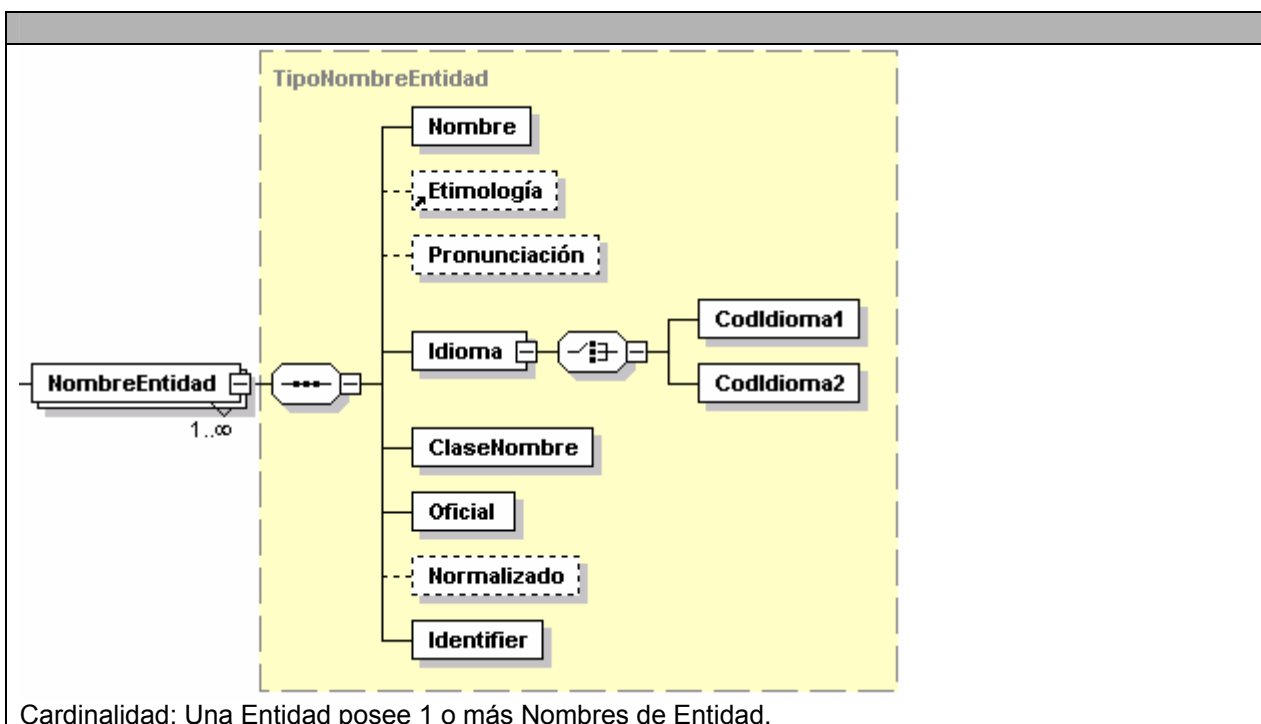 TipoNombreEntidad
Nombre
Etimología
Pronunciación
Idioma
CodIdioma1
CodIdioma2
NombreEntidad
1..∞
ClaseNombre
Oficial
Normalizado
Identifier
Cardinalidad: Una Entidad posee 1 o más Nombres de Entidad.